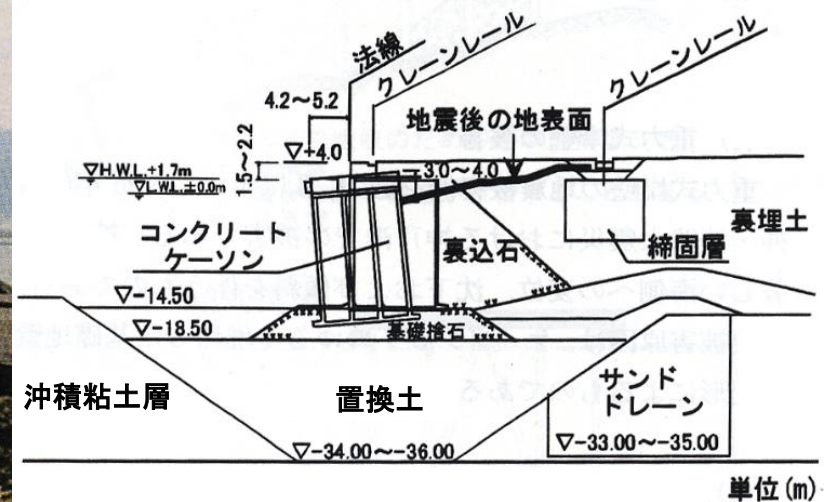 法線
クレーンレール
クレーンレール
4.2～5.2
地震後の地表面
1.5～2.2
▽+4.0
3.0～4.0
▽H.W.L.+1.7m
▽L.W.L.±0.0m
裏埋土
コンクリート
ケーソン
裏込石
締固層
▽-14.50
▽-18.50
基礎捨石
サンド
ドレーン
沖積粘土層
置換土
▽-33.00～-35.00
▽-34.00～-36.00
単位(m)